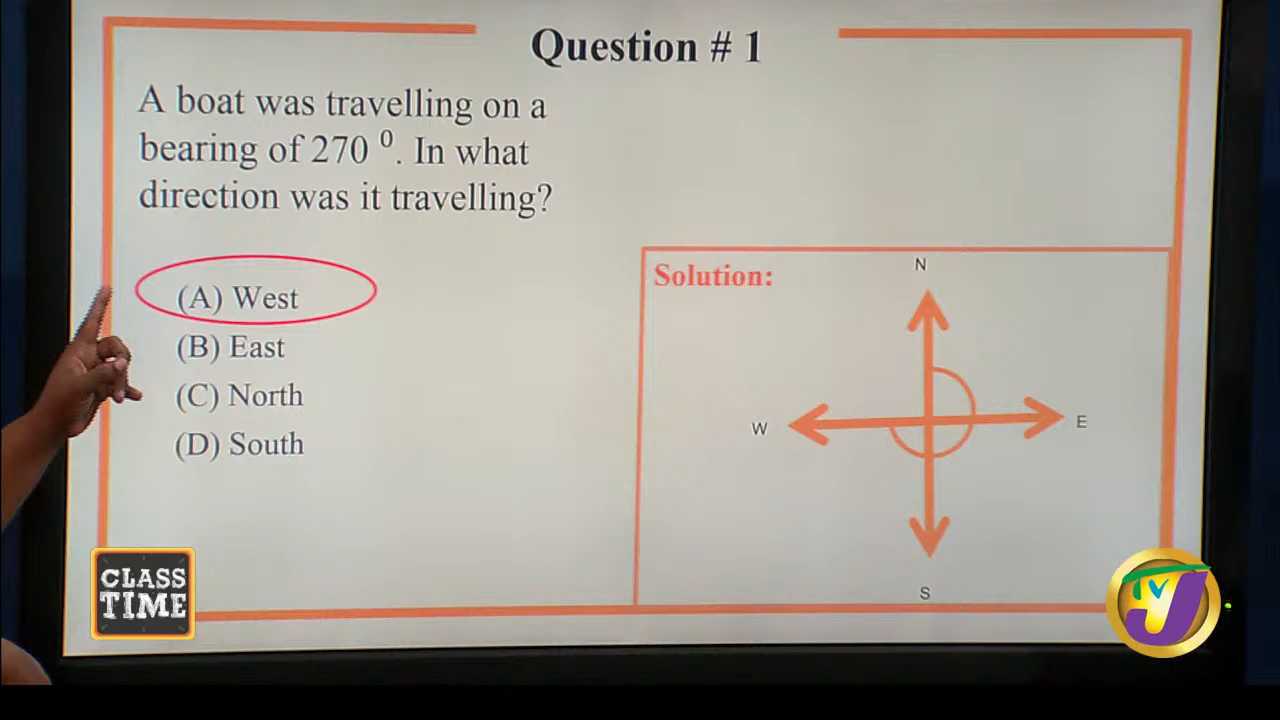 Question # 1
A boat was travelling on a
bearing of 270 ⁰. In what
direction was it travelling?
(A) West
(B) East
(C) North
(D) South
Solution:
N
W
E
S
CLASS
TIME
TVJ